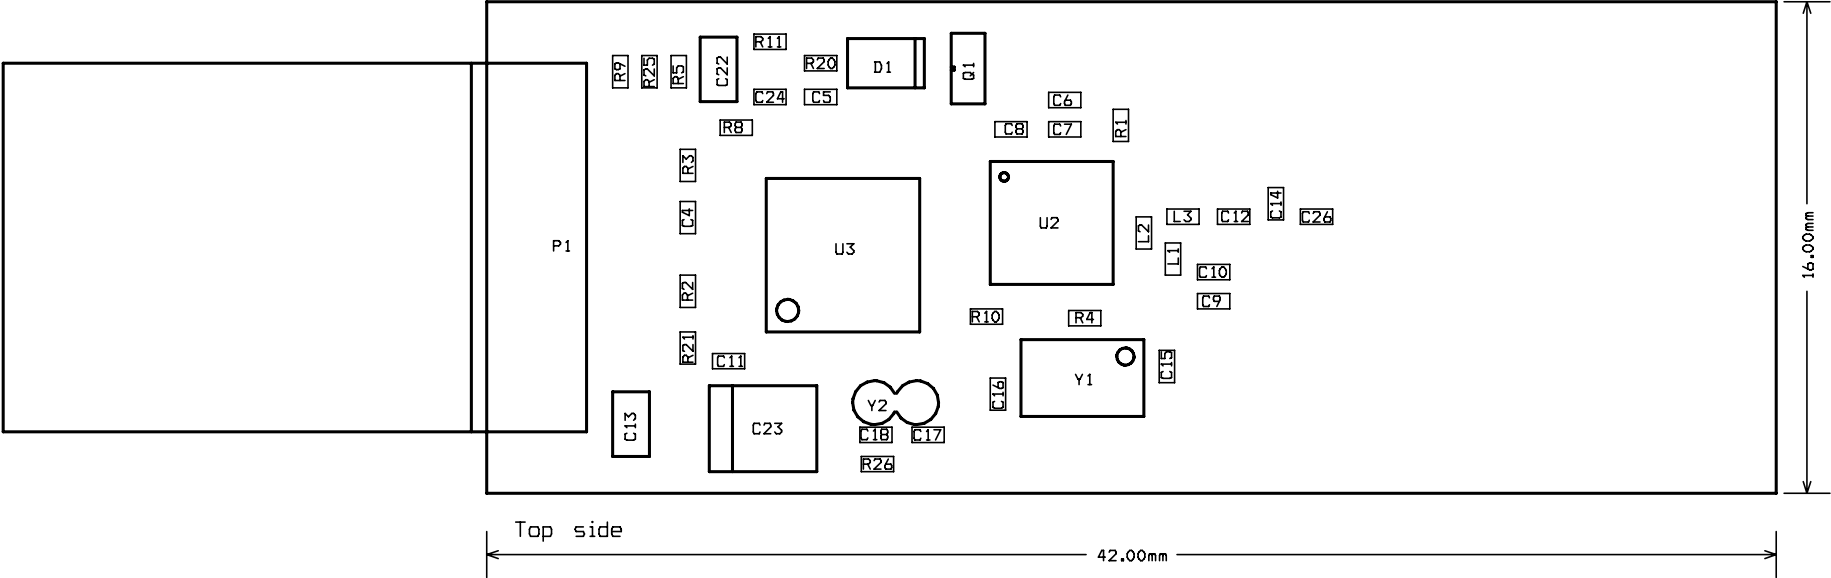 R11
R9
R25
R5
C22
R20
D1
Q1
C24
C5
C6
R8
C8
C7
R1
R3
C4
C14
L3
C12
C26
U2
L2
P1
U3
L1
16.00mm
C10
R2
C9
R10
R4
R21
C11
C15
Y1
C16
Y2
C13
C23
C18
C17
R26
Top side
42.00mm